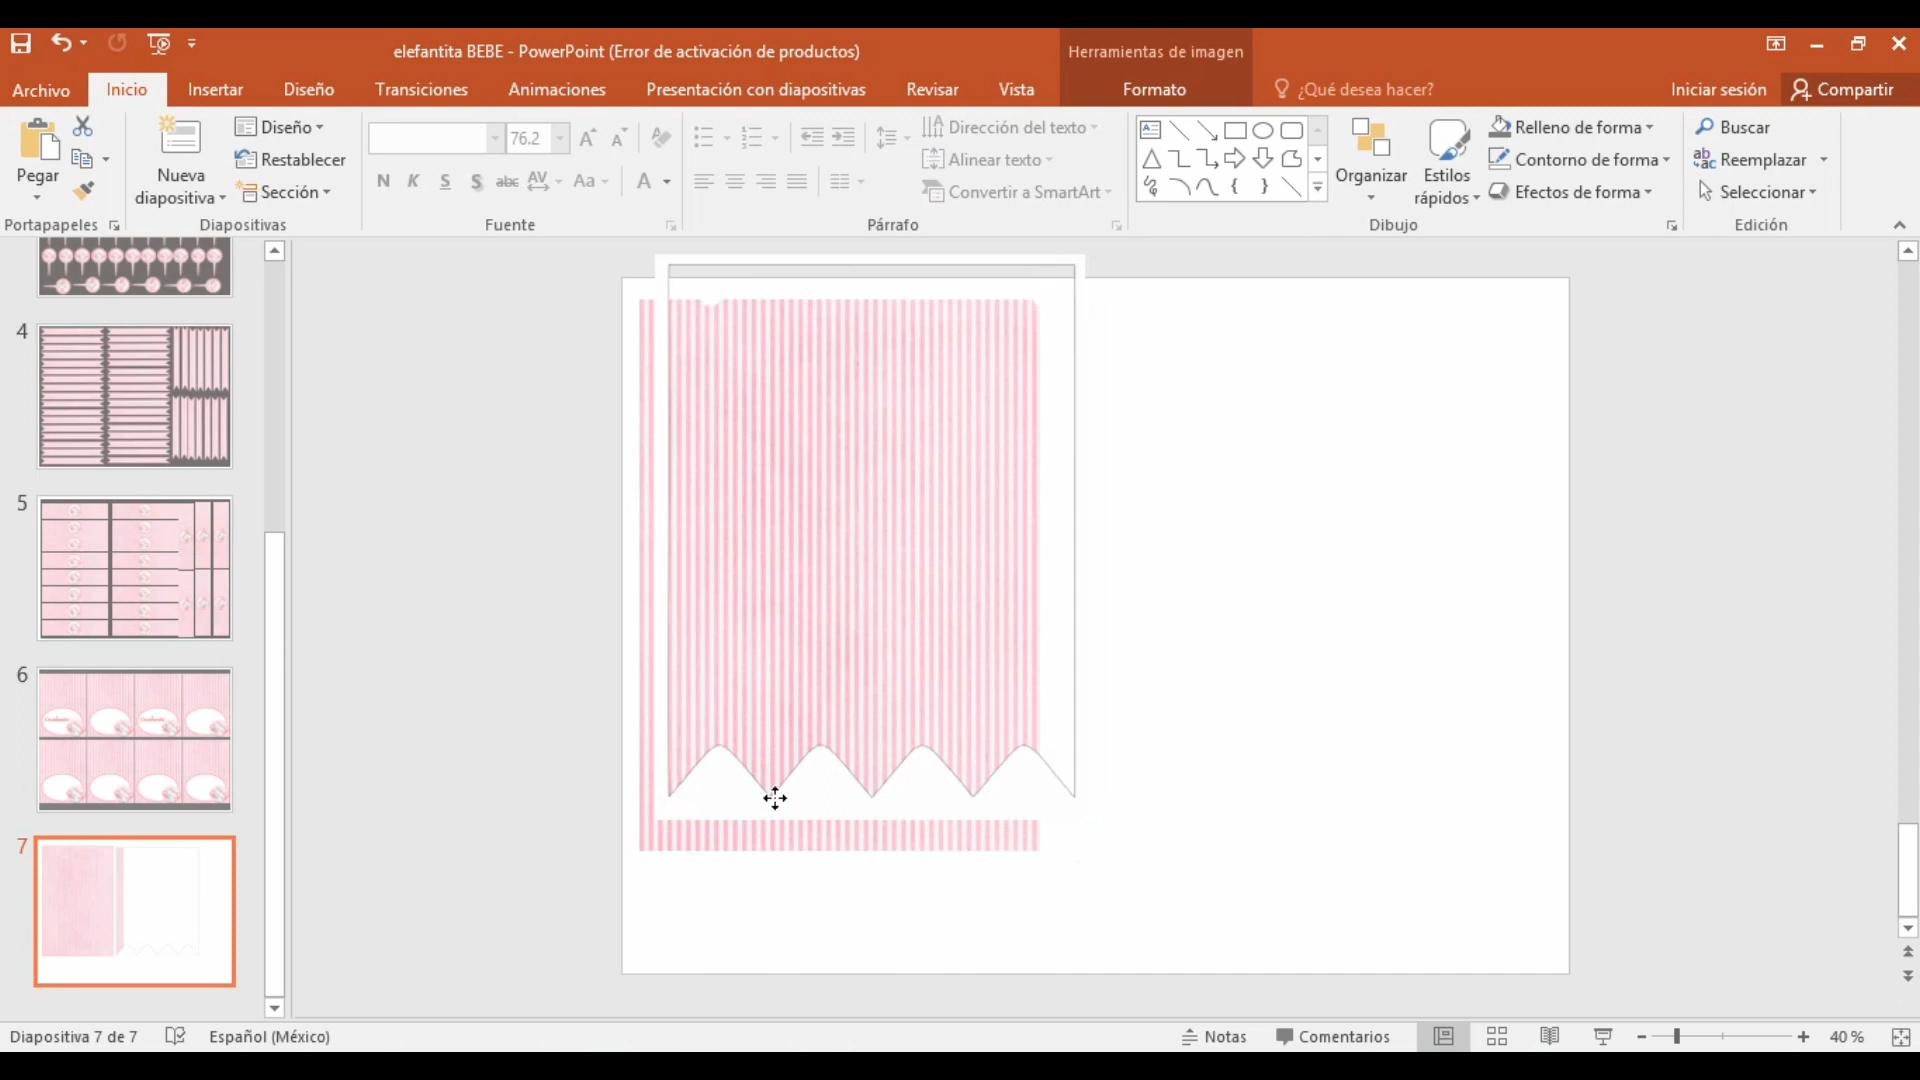 elefantita BEBE - PowerPoint (Error de activación de productos)
Herramientas de imagen
Archivo Inicio Insertar Diseño Transiciones Animaciones Presentación con diapositivas Revisar Vista Formato ¿Qué desea hacer? Iniciar sesión Compartir
Pegar
Nueva diapositiva
Diseño
Restablecer
Sección
76.2
N K S S abc AV Aa A
Dirección del texto
Alinear texto
Convertir a SmartArt
Organizar
Estilos rápidos
Relleno de forma
Contorno de forma
Efectos de forma
Buscar
Reemplazar
Seleccionar
Portapapeles Diapositivas Fuente Párrafo Dibujo Edición
4
5
6
7
Diapositiva 7 de 7 Español (México) Notas Comentarios 40 %